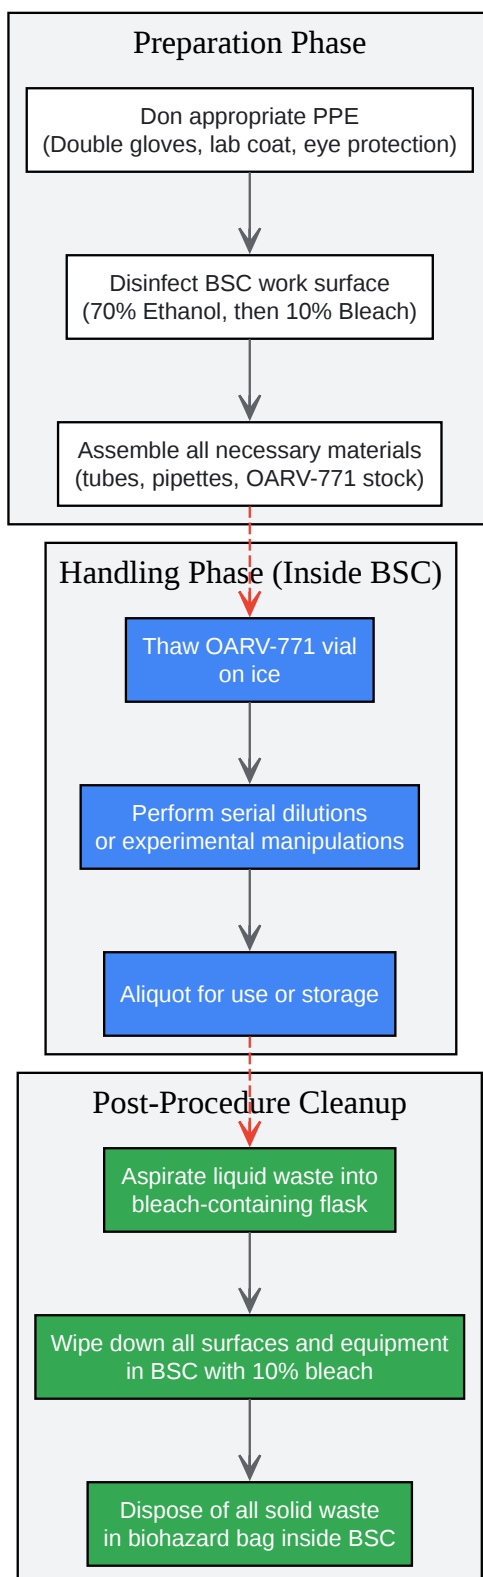 Preparation Phase
Don appropriate PPE
(Double gloves, lab coat, eye protection)
Disinfect BSC work surface
(70% Ethanol, then 10% Bleach)
Assemble all necessary materials
(tubes, pipettes, OARV-771 stock)
Handling Phase (Inside BSC)
Thaw OARV-771 vial
on ice
Perform serial dilutions
or experimental manipulations
Aliquot for use or storage
Post-Procedure Cleanup
Aspirate liquid waste into
bleach-containing flask
Wipe down all surfaces and equipment
in BSC with 10% bleach
Dispose of all solid waste
in biohazard bag inside BSC